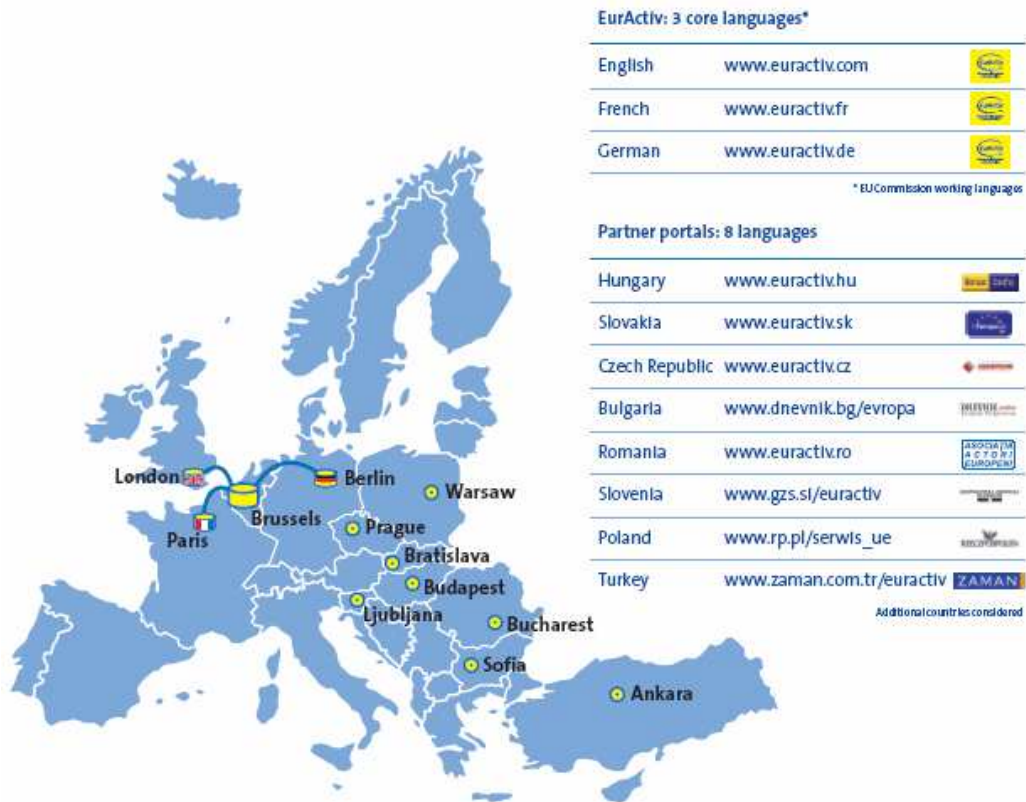 EurActiv: 3 core languages*
English www.euractiv.com
French www.euractiv.fr
German www.euractiv.de
* EU Commission working languages
Partner portals: 8 languages
Hungary www.euractiv.hu
Slovakia www.euractiv.sk
Czech Republic www.euractiv.cz
Bulgaria www.dnevnik.bg/evropa
Romania www.euractiv.ro
ASOCIAȚIA
ACTORI
EUROPENI
Slovenia www.gzs.si/euractiv
Poland www.rp.pl/serwis_ue
Turkey www.zaman.com.tr/euractiv ZAMAN
Additional countries considered
London
Berlin
Warsaw
Brussels
Paris
Prague
Bratislava
Budapest
Ljubljana
Bucharest
Sofia
Ankara